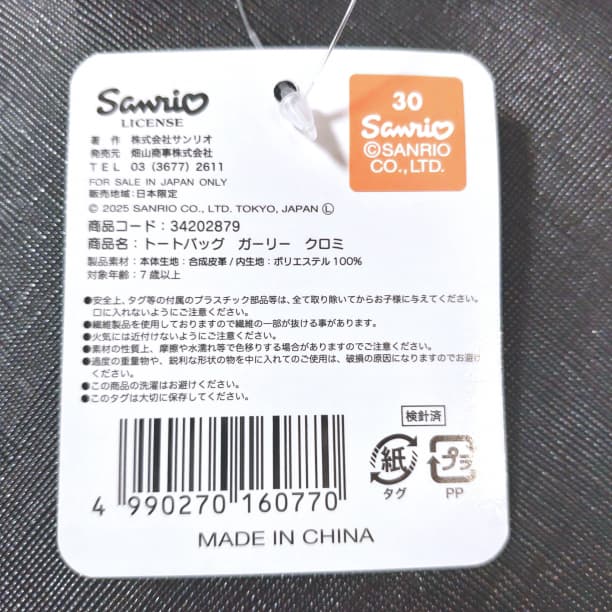 Sanrio
LICENSE
30
Sanrio
©SANRIO
CO., LTD.
著 作 株式会社サンリオ
発売元 畑山商事株式会社
TEL 03 (3677) 2611
FOR SALE IN JAPAN ONLY
販売地域:日本限定
© 2025 SANRIO CO., LTD. TOKYO, JAPAN Ⓛ
商品コード:34202879
商品名:トートバッグ ガーリー クロミ
製品素材:本体生地:合成皮革/内生地:ポリエステル100%
対象年齢:7歳以上
●安全上、タグ等の付属のプラスチック部品等は、全て取り除いてからお子様に与えてください。
口に入れないようにご注意ください。
●繊維製品を使用しておりますので繊維の一部が抜ける事があります。
●火気には近付けないようにご注意ください。
●素材の性質上、摩擦や水濡れ等で色移りする場合がありますのでご注意ください。
●過度の重量物や、鋭利な形状の物を中に入れてのご使用は、破損の原因になりますのでお避け
ください。
●この商品の洗濯はお避けください。
●このタグは大切に保存してください。
検針済
紙
タグ
プラ
PP
4 990270 160770
MADE IN CHINA